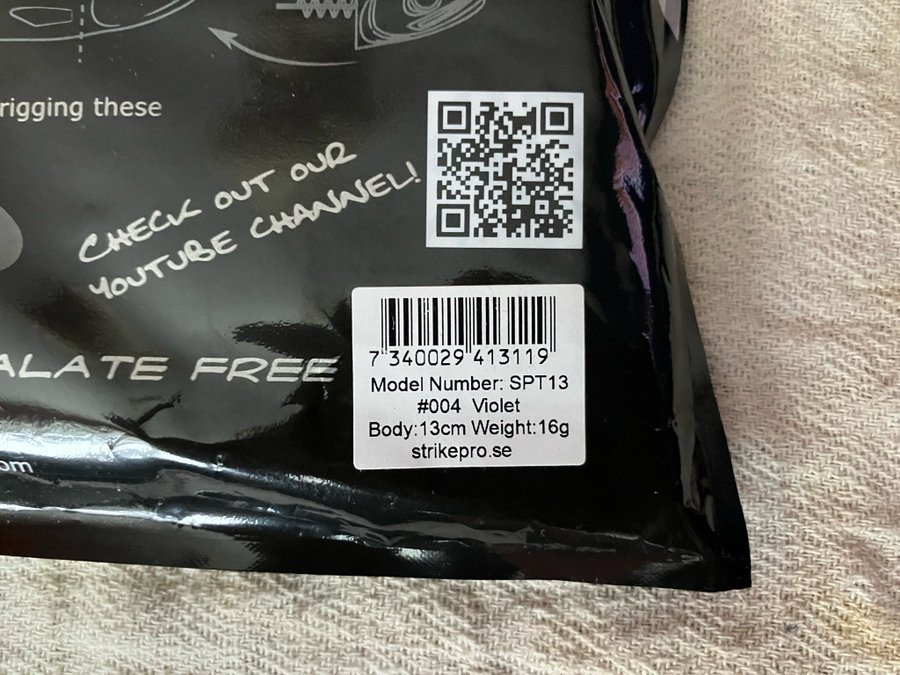 rigging these
CHECK OUT OUR
YOUTUBE CHANNEL!
ALATE FREE
7 340029 413119
Model Number: SPT13
#004 Violet
Body:13cm Weight:16g
strikepro.se
om